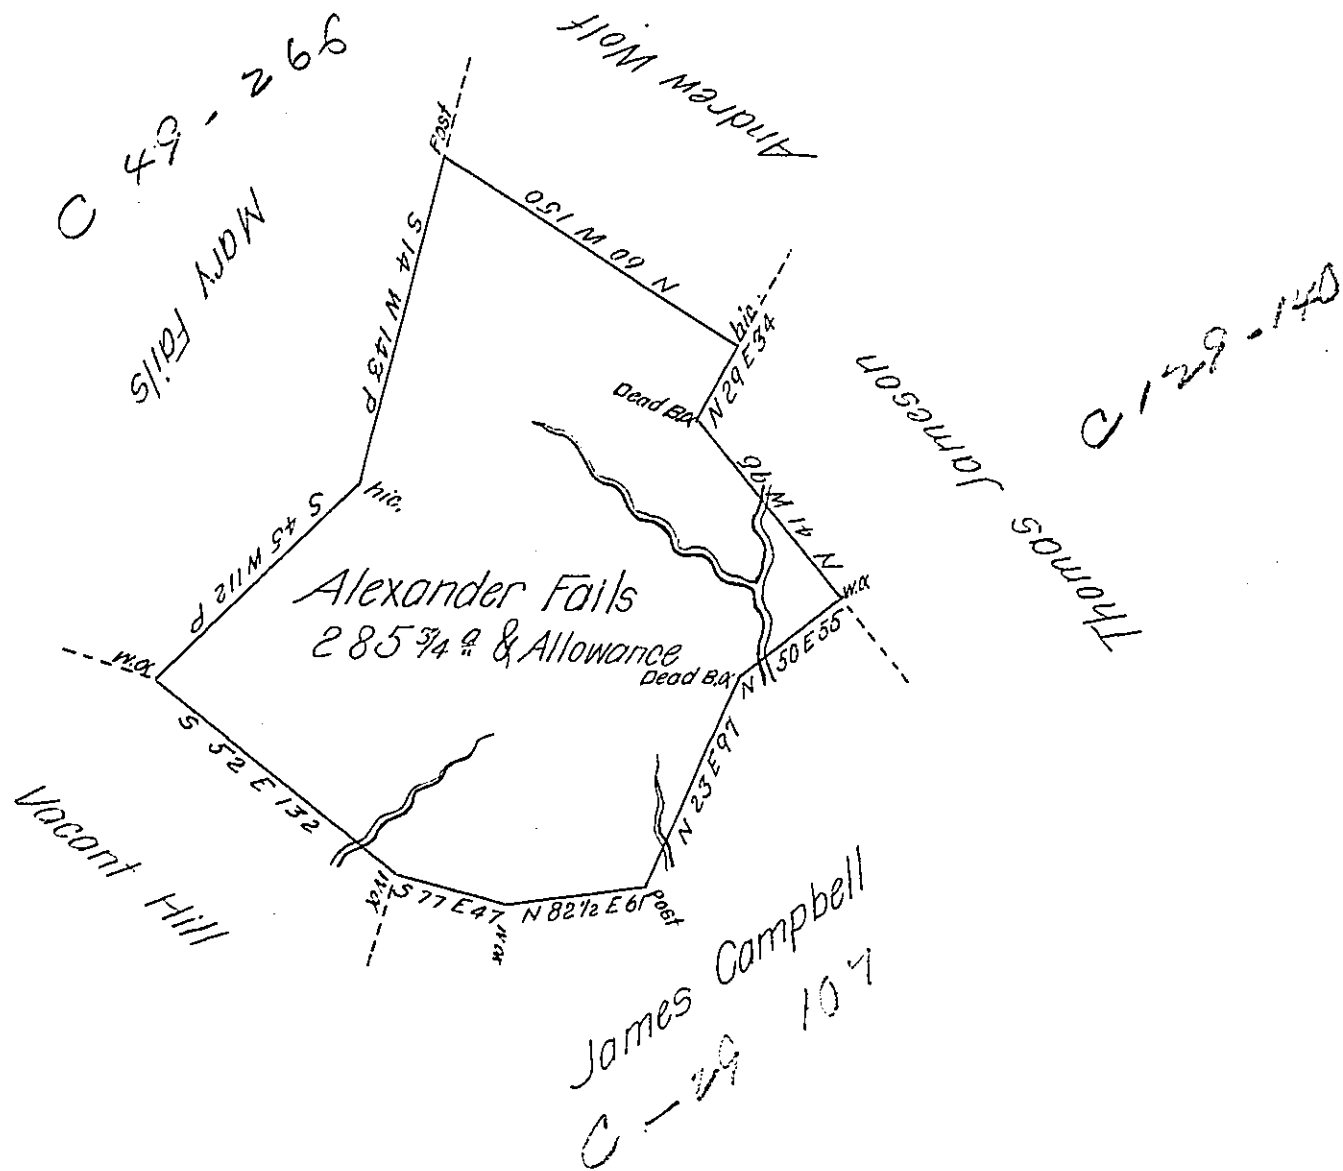 C 49 - 266
Mary Fails
Andrew Wolf
Thomas Jameson
C 129 - 140
Post
S 14 W 143 P
N 60 W 150
hic.
N 29 E 34
Dead B.O.
N 41 W 96
w.o.
hic.
S 45 W 112 P
Alexander Fails
285 3/4 a & Allowance
Dead B.O.
N 50 E 55
w.o.
S 52 E 132
N 23 E 97
Vacant Hill
w.o.
S 77 E 47
w.o.
N 82 1/2 E 61
Post
James Campbell
C - 29 107